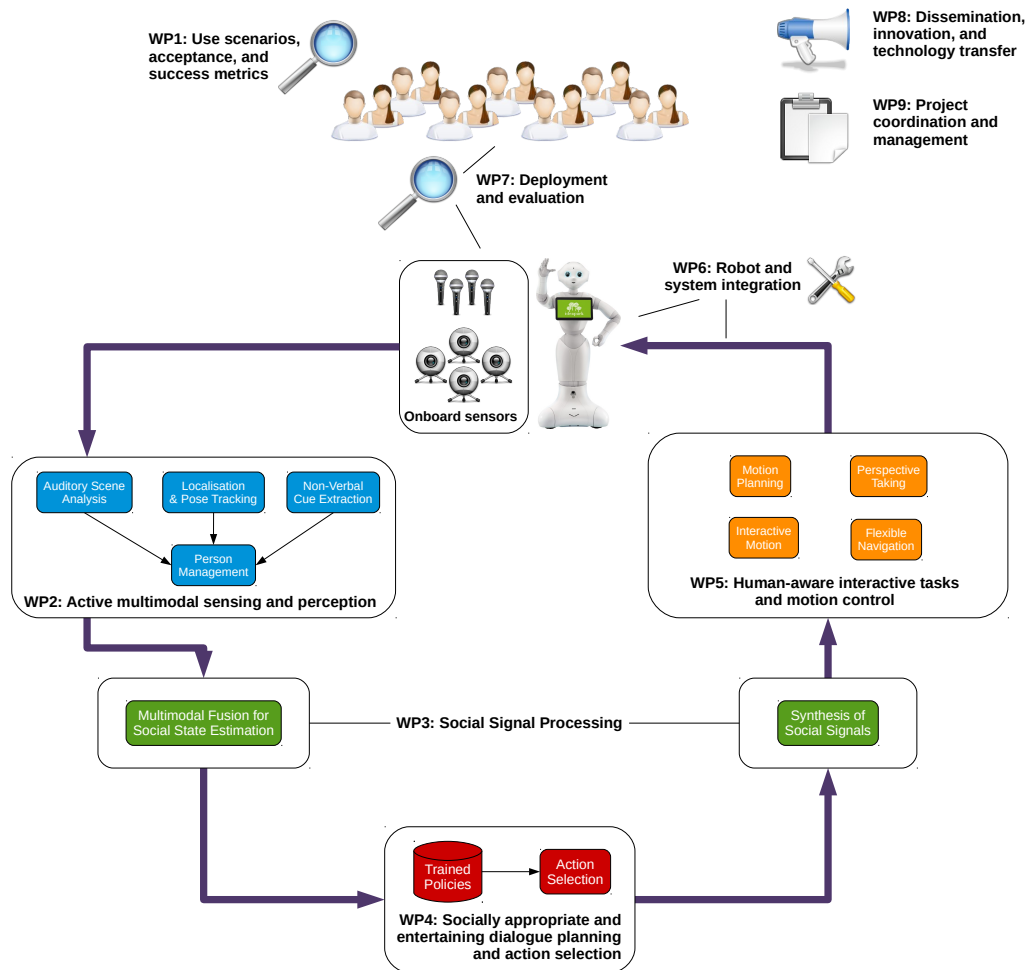 WP1: Use scenarios,
acceptance, and
success metrics
WP8: Dissemination,
innovation, and
technology transfer
WP9: Project
coordination and
management
WP7: Deployment
and evaluation
WP6: Robot and
system integration
Onboard sensors
Auditory Scene
Analysis
Localisation
& Pose Tracking
Non-Verbal
Cue Extraction
Person
Management
WP2: Active multimodal sensing and perception
Motion
Planning
Perspective
Taking
Interactive
Motion
Flexible
Navigation
WP5: Human-aware interactive tasks
and motion control
Multimodal Fusion for
Social State Estimation
WP3: Social Signal Processing
Synthesis of
Social Signals
Trained
Policies
Action
Selection
WP4: Socially appropriate and
entertaining dialogue planning
and action selection